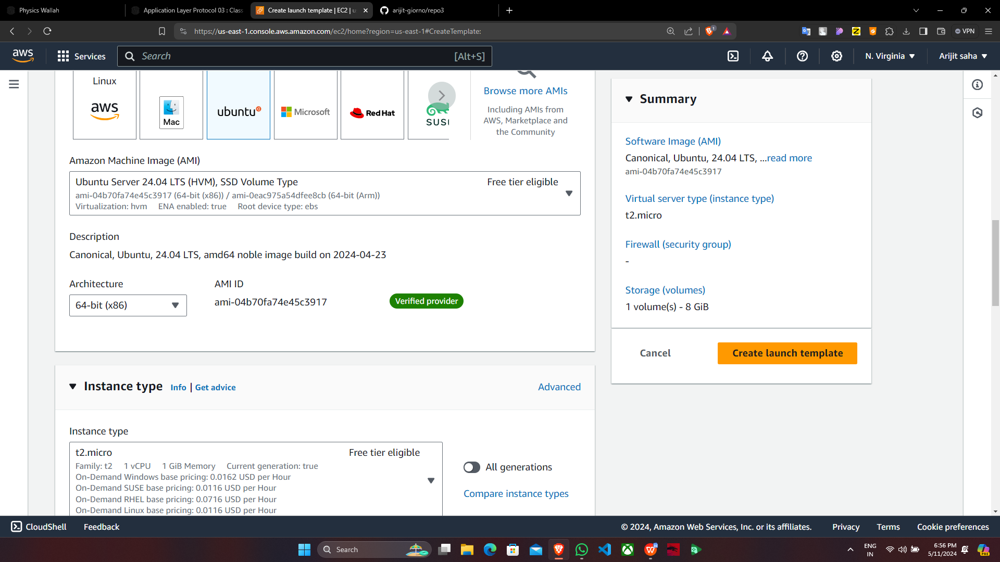 Physics Wallah
Application Layer Protocol 03 : Class
Create launch template | EC2 | u
arijit-giorno/repo3
https://us-east-1.console.aws.amazon.com/ec2/home?region=us-east-1#CreateTemplate:
1
VPN
aws
Services
Search
[Alt+S]
N. Virginia
Arijit saha
Linux
aws
Mac
ubuntu
Microsoft
Red Hat
SUS
Browse more AMIs
Including AMIs from
AWS, Marketplace and
the Community
Amazon Machine Image (AMI)
Ubuntu Server 24.04 LTS (HVM), SSD Volume Type
Free tier eligible
ami-04b70fa74e45c3917 (64-bit (x86)) / ami-0eac975a54dfee8cb (64-bit (Arm))
Virtualization: hvm ENA enabled: true Root device type: ebs
Description
Canonical, Ubuntu, 24.04 LTS, amd64 noble image build on 2024-04-23
Architecture
64-bit (x86)
AMI ID
ami-04b70fa74e45c3917
Verified provider
Instance type Info | Get advice
Advanced
Instance type
t2.micro
Free tier eligible
Family: t2 1 vCPU 1 GiB Memory Current generation: true
On-Demand Windows base pricing: 0.0162 USD per Hour
On-Demand SUSE base pricing: 0.0116 USD per Hour
On-Demand RHEL base pricing: 0.0716 USD per Hour
On-Demand Linux base pricing: 0.0116 USD per Hour
All generations
Compare instance types
Summary
Software Image (AMI)
Canonical, Ubuntu, 24.04 LTS, ...read more
ami-04b70fa74e45c3917
Virtual server type (instance type)
t2.micro
Firewall (security group)
-
Storage (volumes)
1 volume(s) - 8 GiB
Cancel
Create launch template
CloudShell
Feedback
© 2024, Amazon Web Services, Inc. or its affiliates.
Privacy
Terms
Cookie preferences
Search
ENG
IN
6:56 PM
5/11/2024
PRE